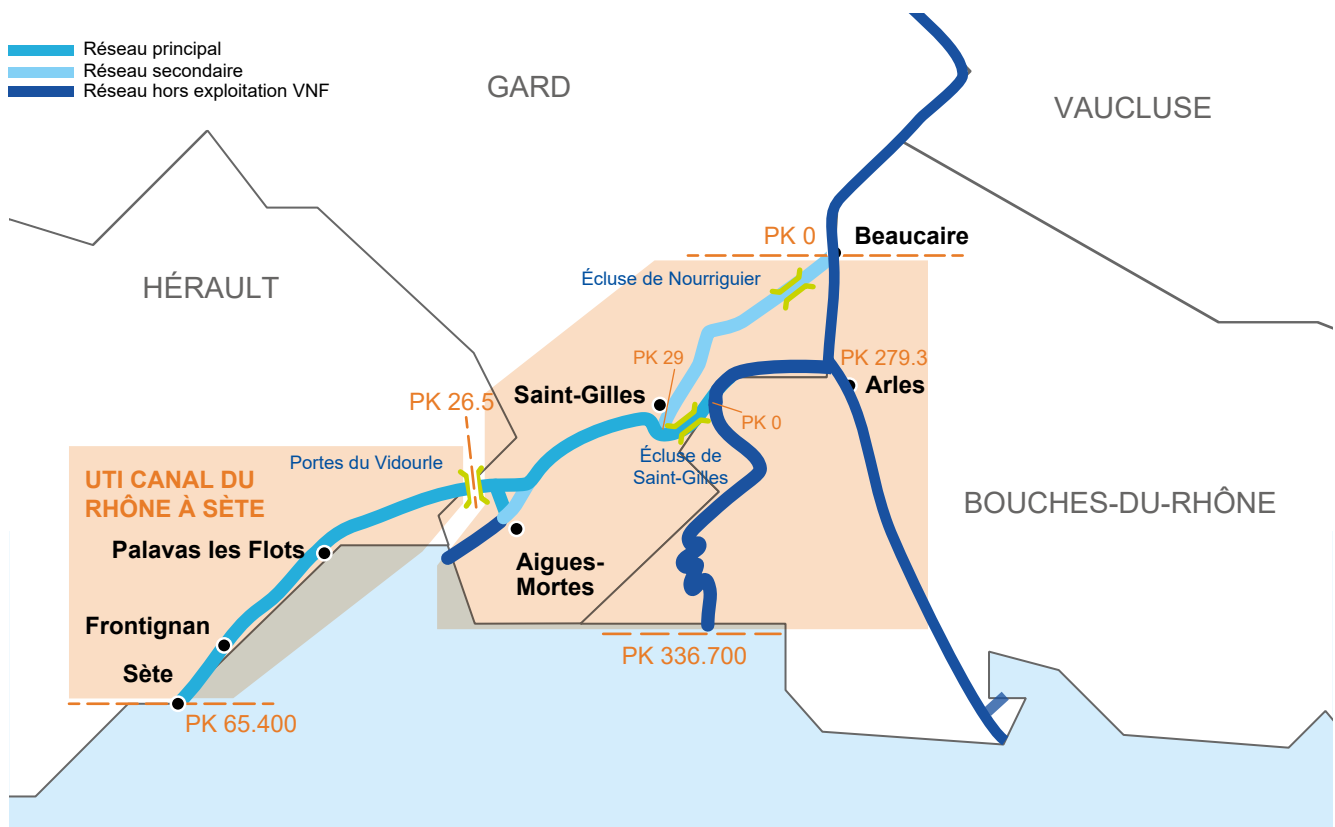 Réseau principal
Réseau secondaire
Réseau hors exploitation VNF
GARD
VAUCLUSE
HÉRAULT
PK 0
Beaucaire
Écluse de Nourriguier
PK 29
PK 279.3
Arles
Saint-Gilles
PK 26.5
PK 0
Écluse de
Saint-Gilles
Portes du Vidourle
UTI CANAL DU
RHÔNE À SÈTE
BOUCHES-DU-RHÔNE
Palavas les Flots
Aigues-
Mortes
Frontignan
PK 336.700
Sète
PK 65.400